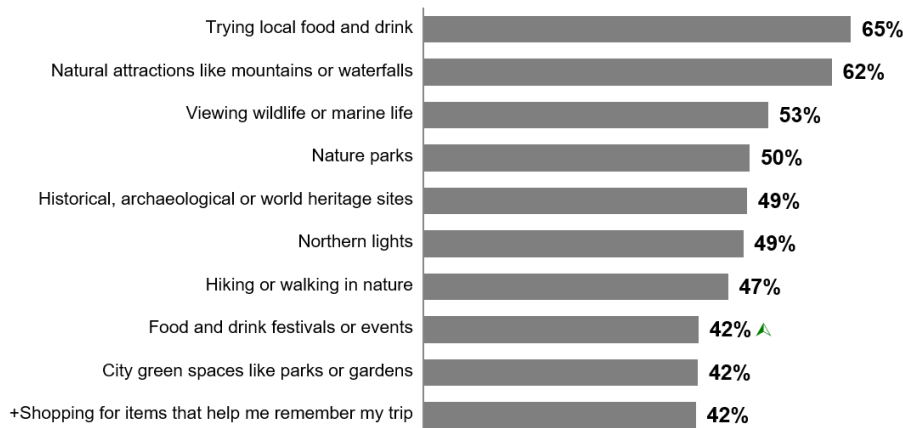 Trying local food and drink 65%
Natural attractions like mountains or waterfalls 62%
Viewing wildlife or marine life 53%
Nature parks 50%
Historical, archaeological or world heritage sites 49%
Northern lights 49%
Hiking or walking in nature 47%
Food and drink festivals or events 42%
City green spaces like parks or gardens 42%
+Shopping for items that help me remember my trip 42%